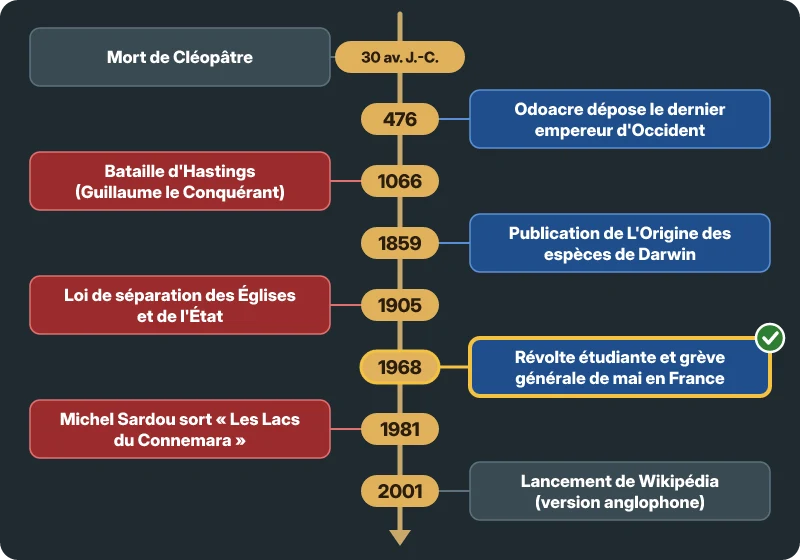 Mort de Cléopâtre
30 av. J.-C.
476
Odoacre dépose le dernier
empereur d'Occident
Bataille d'Hastings
(Guillaume le Conquérant)
1066
1859
Publication de L'Origine des
espèces de Darwin
Loi de séparation des Églises
et de l'État
1905
1968
Révolte étudiante et grève
générale de mai en France
Michel Sardou sort « Les Lacs
du Connemara »
1981
2001
Lancement de Wikipédia
(version anglophone)